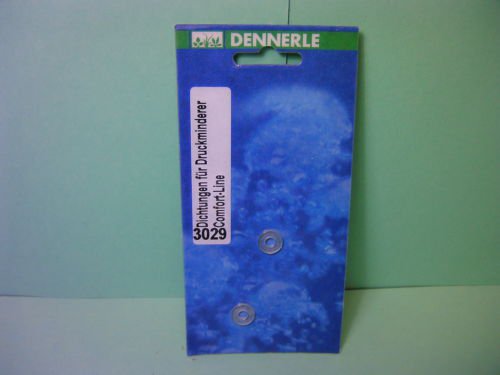 DENNERLE
Dichtungen für Druckminderer
Comfort-Line
3029